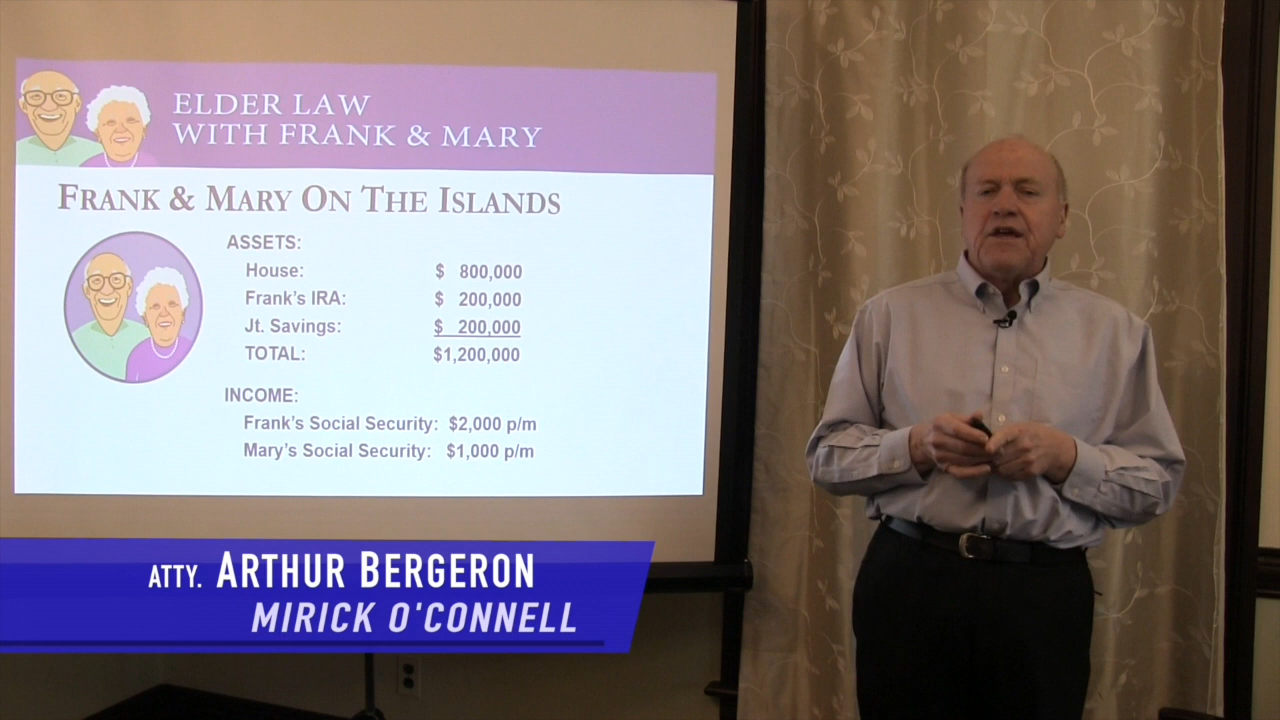 ELDER LAW
WITH FRANK & MARY
FRANK & MARY ON THE ISLANDS
ASSETS:
House: $ 800,000
Frank's IRA: $ 200,000
Jt. Savings: $ 200,000
TOTAL: $1,200,000
INCOME:
Frank's Social Security: $2,000 p/m
Mary's Social Security: $1,000 p/m
ATTY. ARTHUR BERGERON
MIRICK O'CONNELL